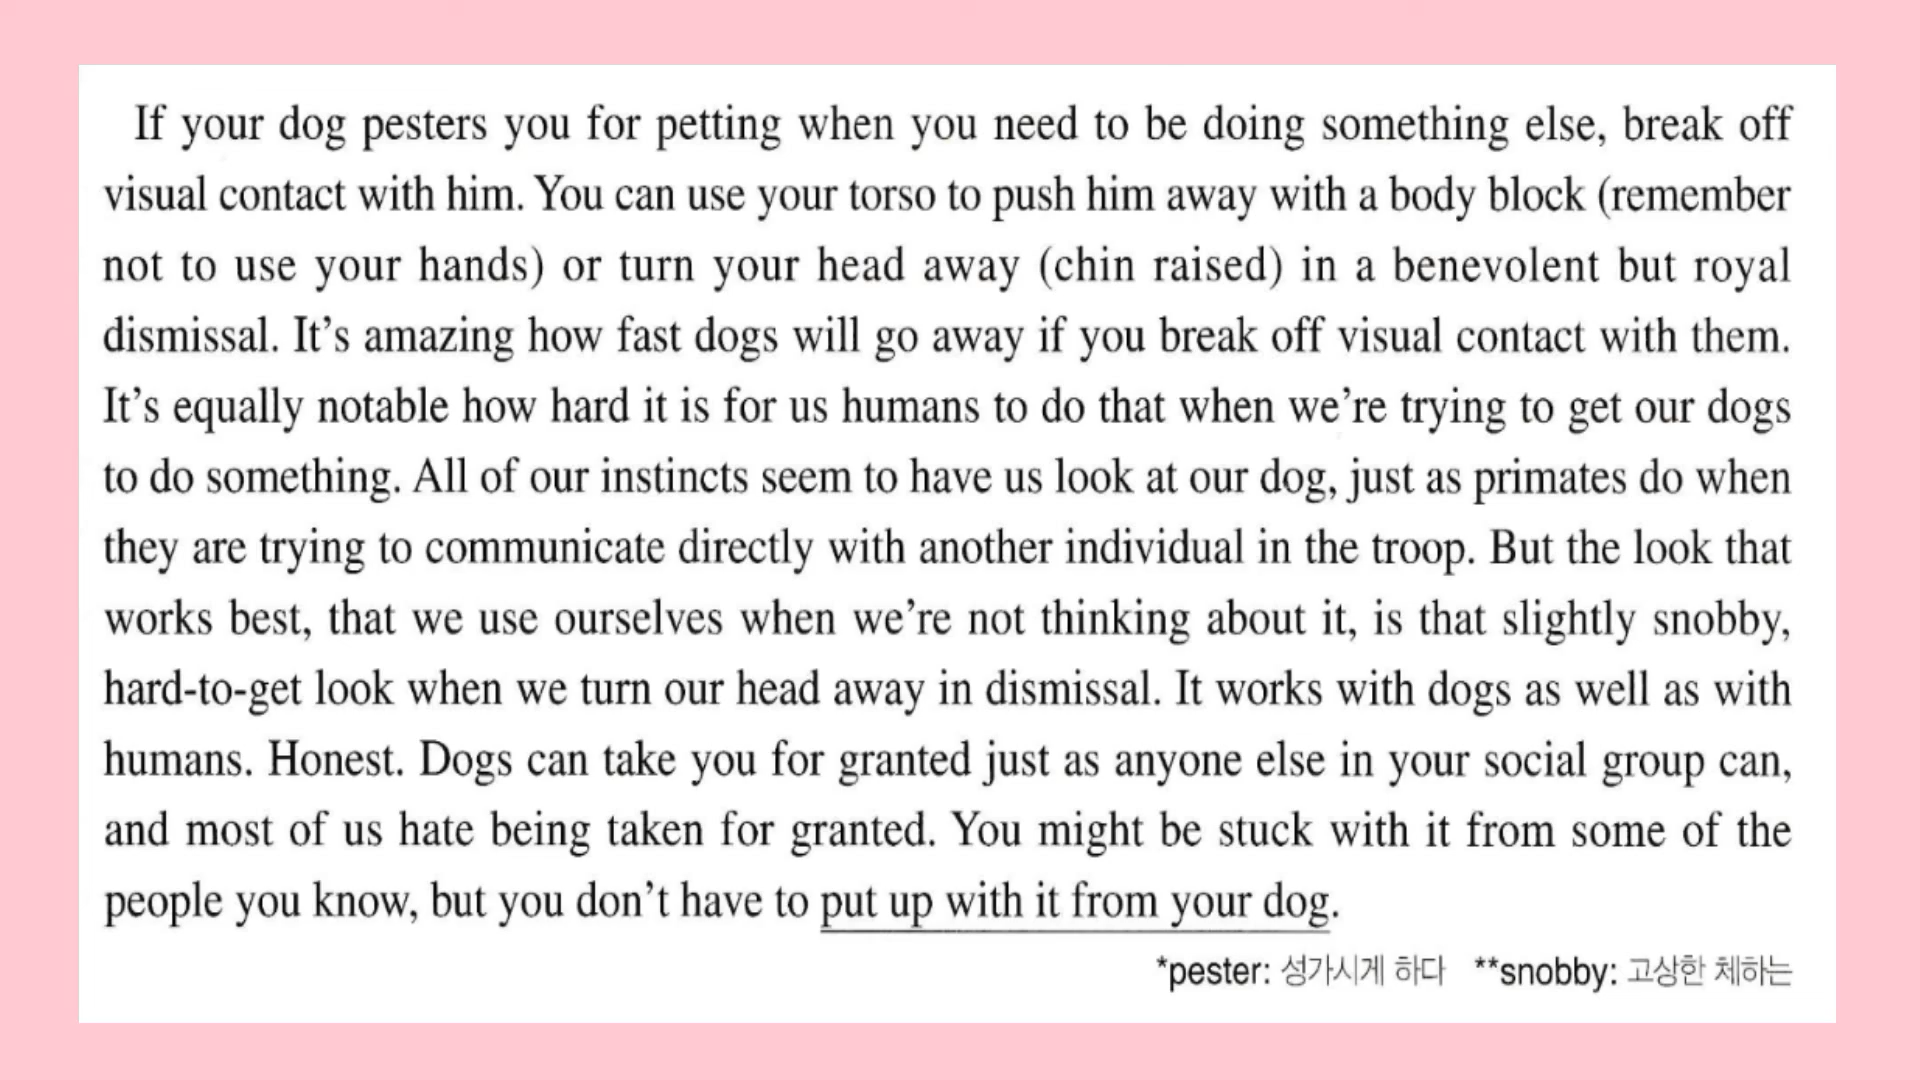 If your dog pesters you for petting when you need to be doing something else, break off
visual contact with him. You can use your torso to push him away with a body block (remember
not to use your hands) or turn your head away (chin raised) in a benevolent but royal
dismissal. It’s amazing how fast dogs will go away if you break off visual contact with them.
It’s equally notable how hard it is for us humans to do that when we’re trying to get our dogs
to do something. All of our instincts seem to have us look at our dog, just as primates do when
they are trying to communicate directly with another individual in the troop. But the look that
works best, that we use ourselves when we’re not thinking about it, is that slightly snobby,
hard-to-get look when we turn our head away in dismissal. It works with dogs as well as with
humans. Honest. Dogs can take you for granted just as anyone else in your social group can,
and most of us hate being taken for granted. You might be stuck with it from some of the
people you know, but you don’t have to put up with it from your dog.
*pester: 성가시게 하다 **snobby: 고상한 체하는